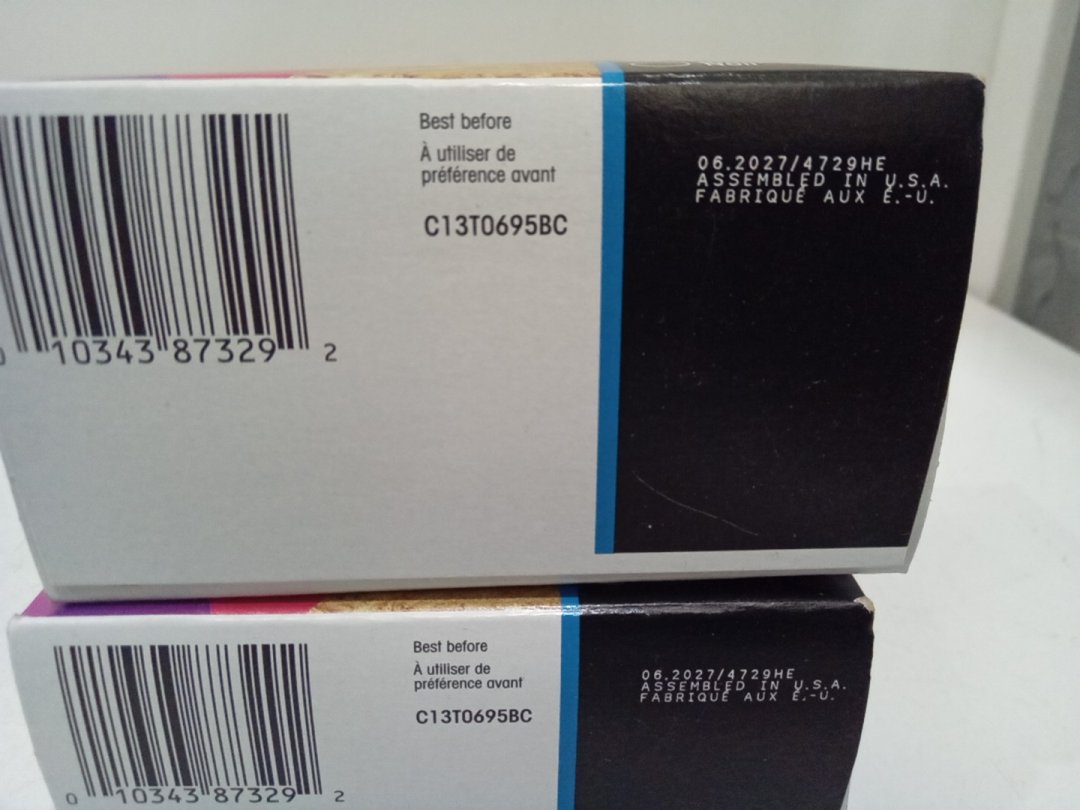 Best before
À utiliser de
préférence avant
C13T0695BC
06.2027/4729HE
ASSEMBLED IN U.S.A.
FABRIQUÉ AUX É.-U.
10343 87329 2
Best before
À utiliser de
préférence avant
C13T0695BC
06.2027/4729HE
ASSEMBLED IN U.S.A.
FABRIQUÉ AUX É.-U.
0 10343 87329 2